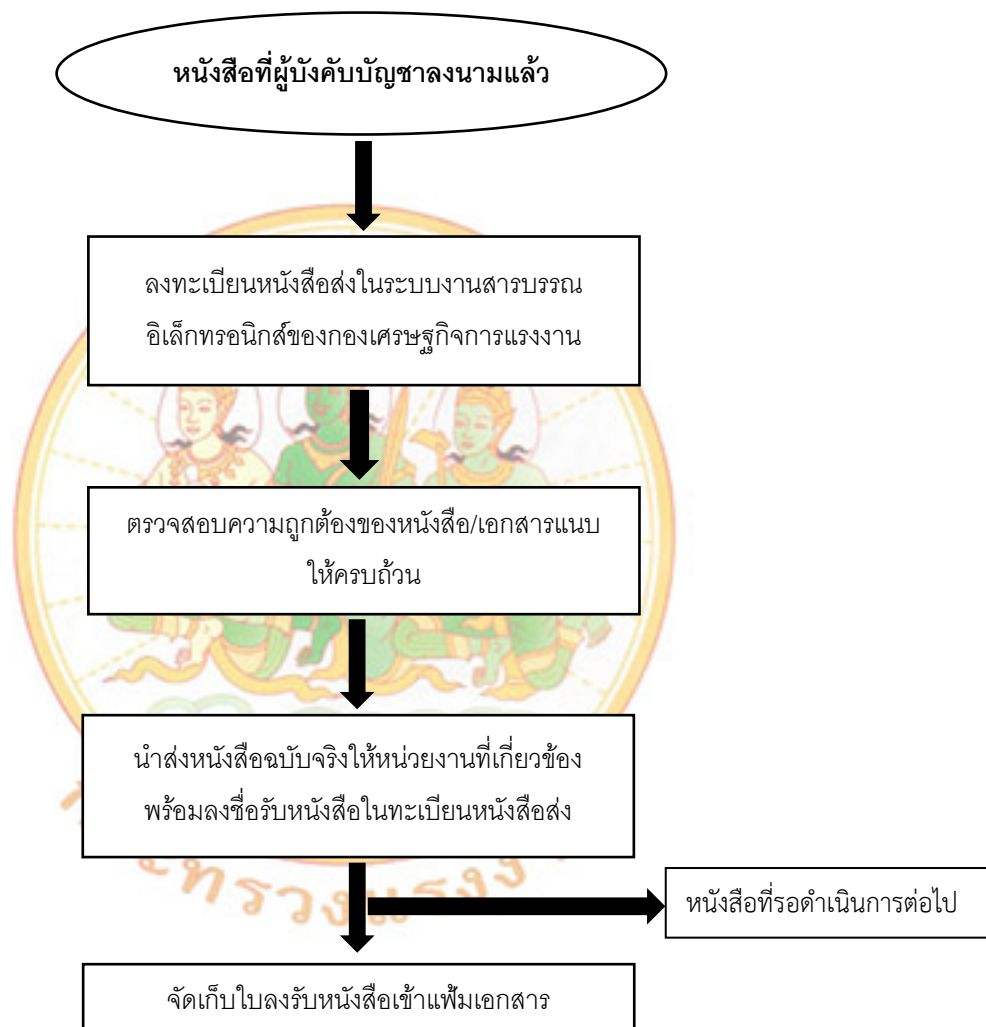 หนังสือที่ผู้บังคับบัญชาลงนามแล้ว
ลงทะเบียนหนังสือส่งในระบบงานสารบรรณ
อิเล็กทรอนิกส์ของกองเศรษฐกิจการแรงงาน
ตรวจสอบความถูกต้องของหนังสือ/เอกสารแนบ
ให้ครบถ้วน
นำส่งหนังสือฉบับจริงให้หน่วยงานที่เกี่ยวข้อง
พร้อมลงชื่อรับหนังสือในทะเบียนหนังสือส่ง
หนังสือที่รอดำเนินการต่อไป
จัดเก็บใบลงรับหนังสือเข้าแฟ้มเอกสาร